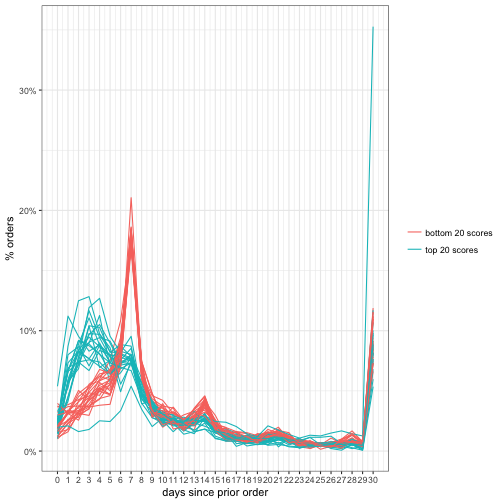 30%
20%
10%
0%
% orders
0 1 2 3 4 5 6 7 8 9 10 11 12 13 14 15 16 17 18 19 20 21 22 23 24 25 26 27 28 29 30
days since prior order
bottom 20 scores
top 20 scores